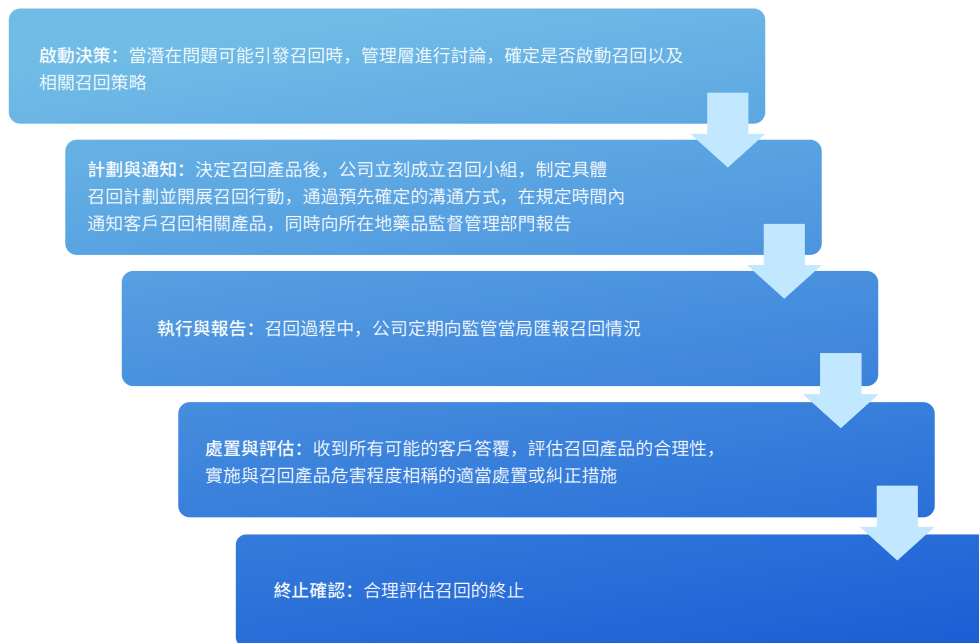 啟動決策：當潛在問題可能引發召回時，管理層進行討論，確定是否啟動召回以及
相關召回策略
計劃與通知：決定召回產品後，公司立刻成立召回小組，制定具體
召回計劃並開展召回行動，通過預先確定的溝通方式，在規定時間內
通知客戶召回相關產品，同時向所在地藥品監督管理部門報告
執行與報告：召回過程中，公司定期向監管當局匯報召回情況
處置與評估：收到所有可能的客戶答覆，評估召回產品的合理性，
實施與召回產品危害程度相稱的適當處置或糾正措施
終止確認：合理評估召回的終止